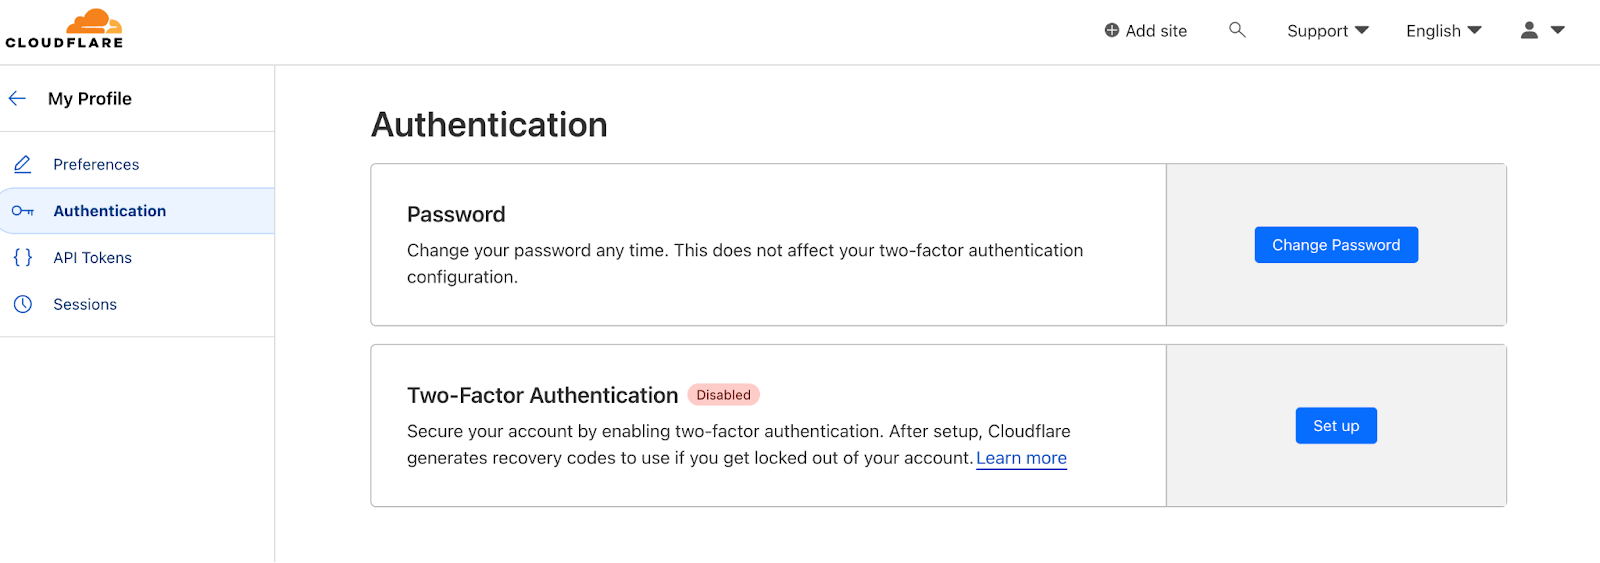 CLOUDFLARE
Add site
Support
English
My Profile
Preferences
Authentication
API Tokens
Sessions
Authentication
Password
Change your password any time. This does not affect your two-factor authentication
configuration.
Change Password
Two-Factor Authentication Disabled
Secure your account by enabling two-factor authentication. After setup, Cloudflare
generates recovery codes to use if you get locked out of your account. Learn more
Set up